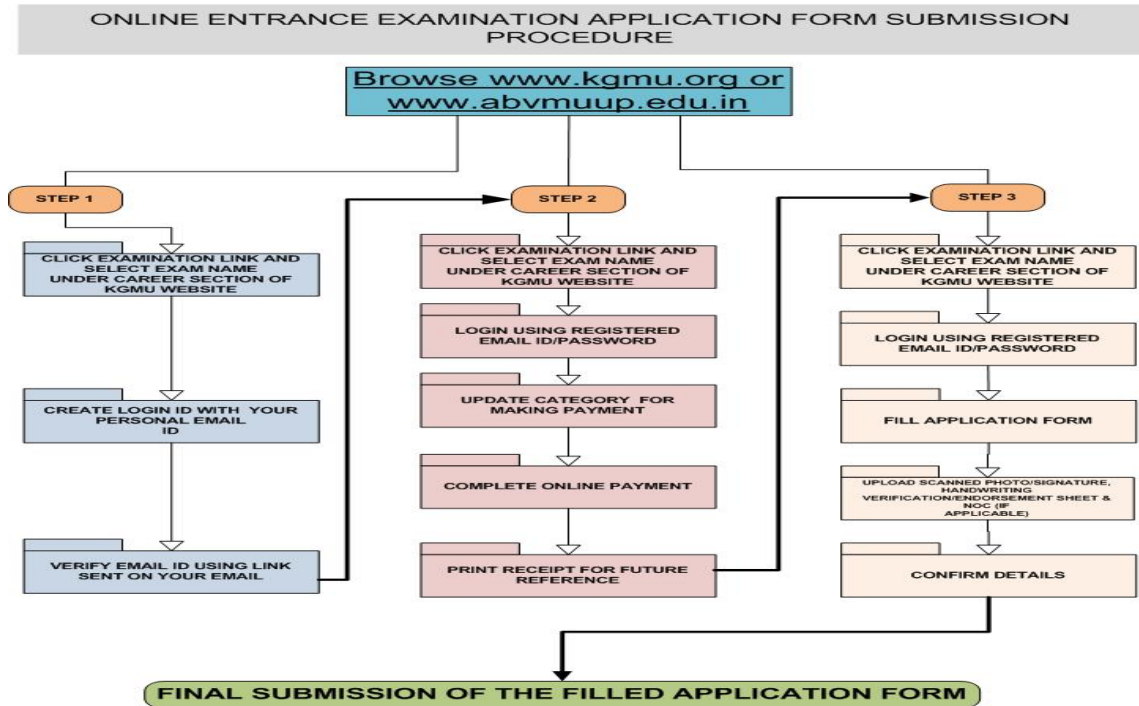 ONLINE ENTRANCE EXAMINATION APPLICATION FORM SUBMISSION
PROCEDURE
Browse www.kgmu.org or
www.abvmuup.edu.in
STEP 1
CLICK EXAMINATION LINK AND
SELECT EXAM NAME
UNDER CAREER SECTION OF
KGMU WEBSITE
CREATE LOGIN ID WITH YOUR
PERSONAL EMAIL
ID
VERIFY EMAIL ID USING LINK
SENT ON YOUR EMAIL
STEP 2
CLICK EXAMINATION LINK AND
SELECT EXAM NAME
UNDER CAREER SECTION OF
KGMU WEBSITE
LOGIN USING REGISTERED
EMAIL ID/PASSWORD
UPDATE CATEGORY FOR
MAKING PAYMENT
COMPLETE ONLINE PAYMENT
PRINT RECEIPT FOR FUTURE
REFERENCE
STEP 3
CLICK EXAMINATION LINK AND
SELECT EXAM NAME
UNDER CAREER SECTION OF
KGMU WEBSITE
LOGIN USING REGISTERED
EMAIL ID/PASSWORD
FILL APPLICATION FORM
UPLOAD SCANNED PHOTO/SIGNATURE,
HANDWRITING
VERIFICATION/ENDORSEMENT SHEET &
NOC (IF
APPLICABLE)
CONFIRM DETAILS
FINAL SUBMISSION OF THE FILLED APPLICATION FORM